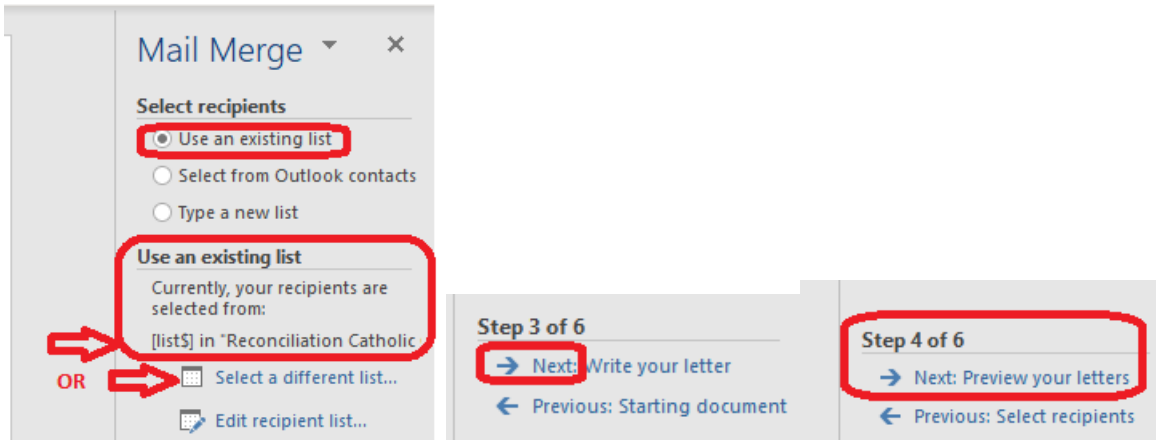 Mail Merge
Select recipients
Use an existing list
Select from Outlook contacts
Type a new list
Use an existing list
Currently, your recipients are
selected from:
[list$] in "Reconciliation Catholic
OR
Select a different list...
Edit recipient list...
Step 3 of 6
Next: Write your letter
Previous: Starting document
Step 4 of 6
Next: Preview your letters
Previous: Select recipients